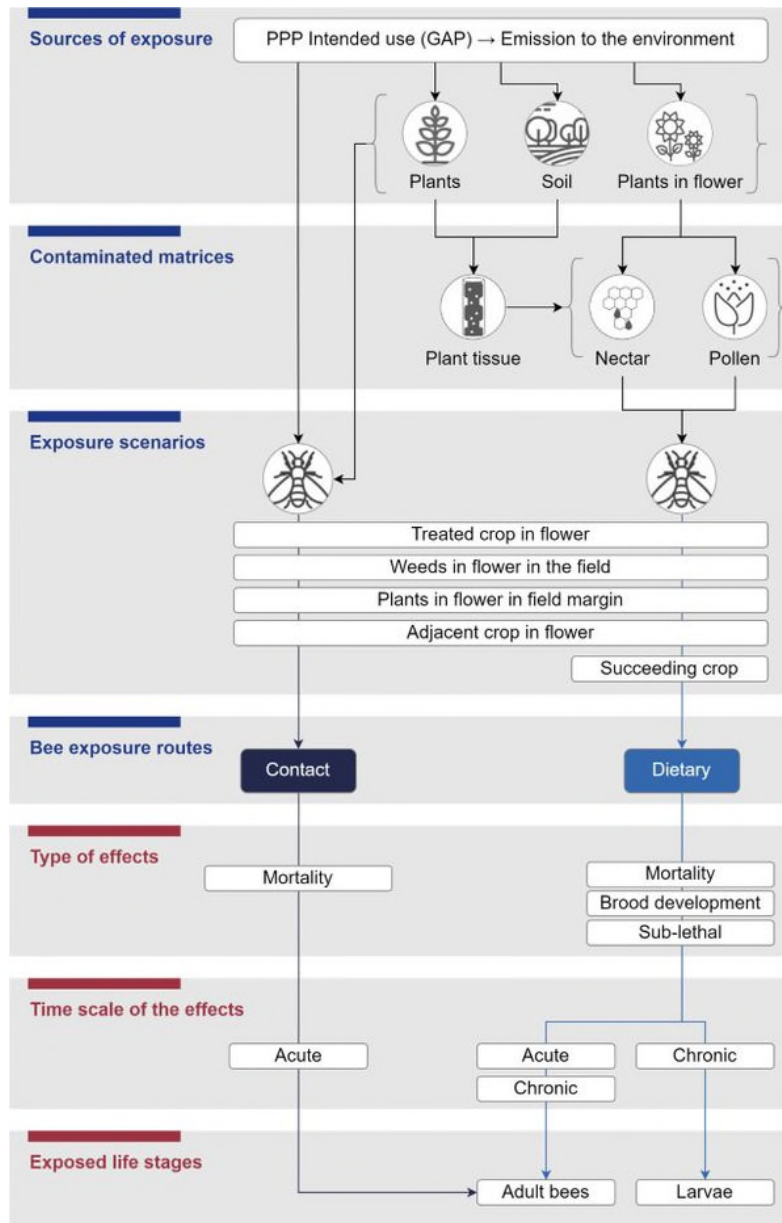 Sources of exposure
PPP Intended use (GAP) → Emission to the environment
Plants
Soil
Plants in flower
Contaminated matrices
Plant tissue
Nectar
Pollen
Exposure scenarios
Treated crop in flower
Weeds in flower in the field
Plants in flower in field margin
Adjacent crop in flower
Succeeding crop
Bee exposure routes
Contact
Dietary
Type of effects
Mortality
Mortality
Brood development
Sub-lethal
Time scale of the effects
Acute
Acute
Chronic
Chronic
Exposed life stages
Adult bees
Larvae